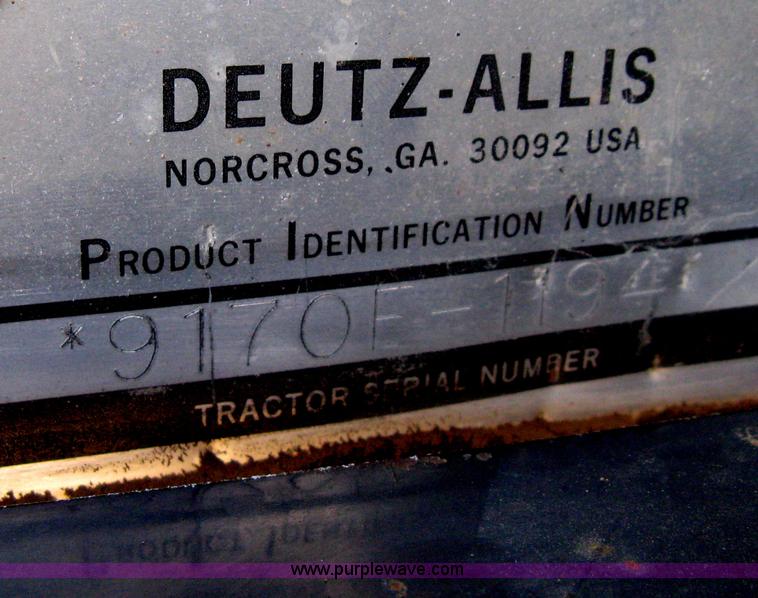 DEUTZ-ALLIS
NORCROSS, GA. 30092 USA
PRODUCT IDENTIFICATION NUMBER
*9170F-1194
TRACTOR SERIAL NUMBER
www.purplewave.com